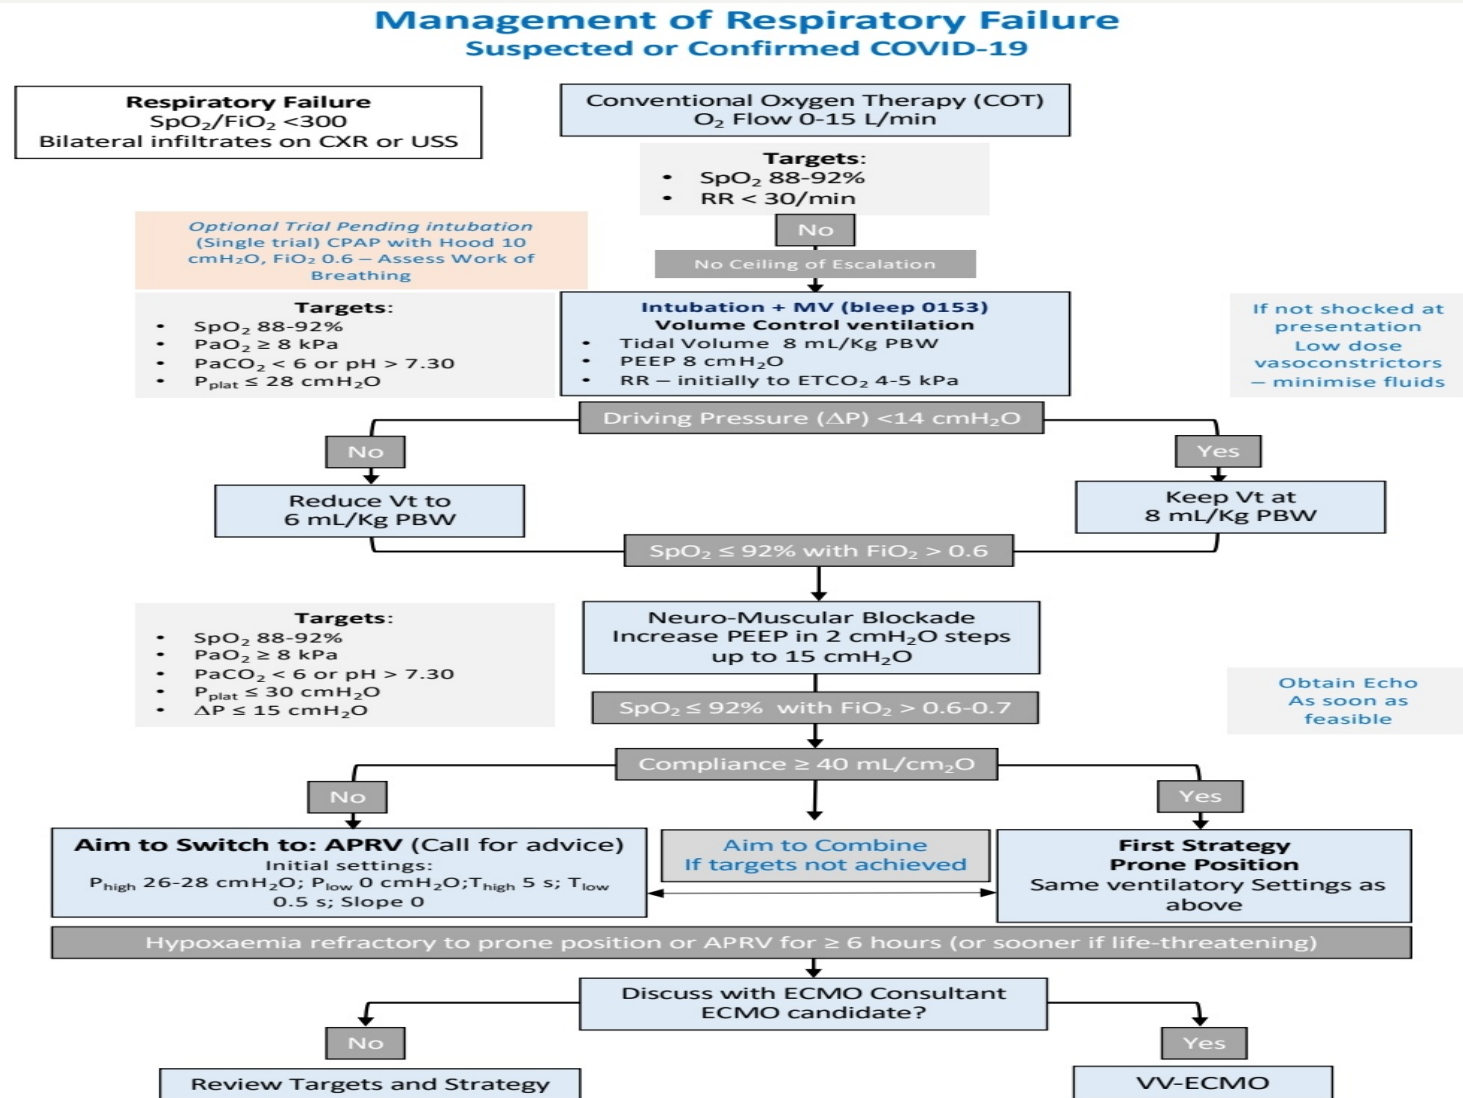 Management of Respiratory Failure
Suspected or Confirmed COVID-19
Respiratory Failure
SpO₂/FiO₂ <300
Bilateral infiltrates on CXR or USS
Conventional Oxygen Therapy (COT)
O₂ Flow 0-15 L/min
Targets:
• SpO₂ 88-92%
• RR < 30/min
No
No Ceiling of Escalation
Optional Trial Pending intubation
(Single trial) CPAP with Hood 10
cmH₂O, FiO₂ 0.6 – Assess Work of
Breathing
Targets:
• SpO₂ 88-92%
• PaO₂ ≥ 8 kPa
• PaCO₂ < 6 or pH > 7.30
• Pplat ≤ 28 cmH₂O
Intubation + MV (bleep 0153)
Volume Control ventilation
• Tidal Volume 8 mL/Kg PBW
• PEEP 8 cmH₂O
• RR – initially to ETCO₂ 4-5 kPa
If not shocked at
presentation
Low dose
vasoconstrictors
– minimise fluids
Driving Pressure (ΔP) <14 cmH₂O
No
Yes
Reduce Vt to
6 mL/Kg PBW
Keep Vt at
8 mL/Kg PBW
SpO₂ ≤ 92% with FiO₂ > 0.6
Targets:
• SpO₂ 88-92%
• PaO₂ ≥ 8 kPa
• PaCO₂ < 6 or pH > 7.30
• Pplat ≤ 30 cmH₂O
• ΔP ≤ 15 cmH₂O
Neuro-Muscular Blockade
Increase PEEP in 2 cmH₂O steps
up to 15 cmH₂O
Obtain Echo
As soon as
feasible
SpO₂ ≤ 92% with FiO₂ > 0.6-0.7
Compliance ≥ 40 mL/cm₂O
No
Yes
Aim to Switch to: APRV (Call for advice)
Initial settings:
Phigh 26-28 cmH₂O; Plow 0 cmH₂O;Thigh 5 s; Tlow
0.5 s; Slope 0
Aim to Combine
If targets not achieved
First Strategy
Prone Position
Same ventilatory Settings as
above
Hypoxaemia refractory to prone position or APRV for ≥ 6 hours (or sooner if life-threatening)
Discuss with ECMO Consultant
ECMO candidate?
No
Yes
Review Targets and Strategy
VV-ECMO